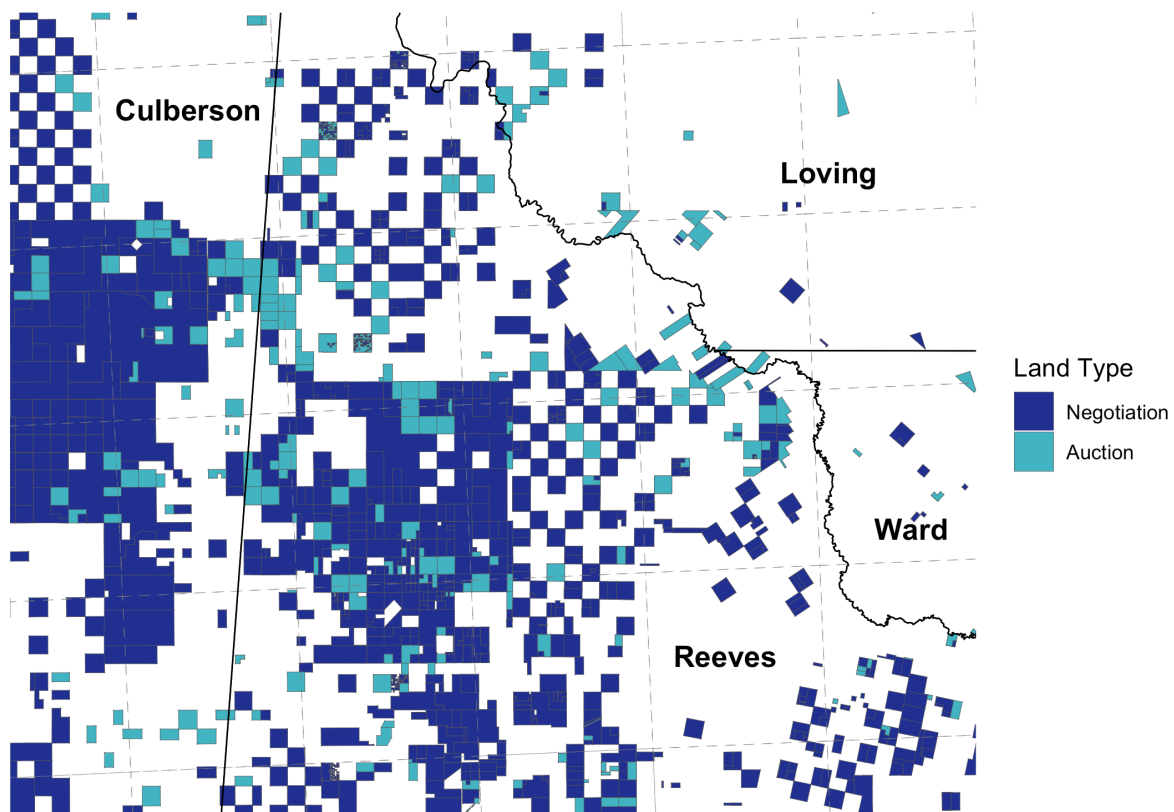 Culberson
Loving
Ward
Reeves
Land Type
Negotiation
Auction